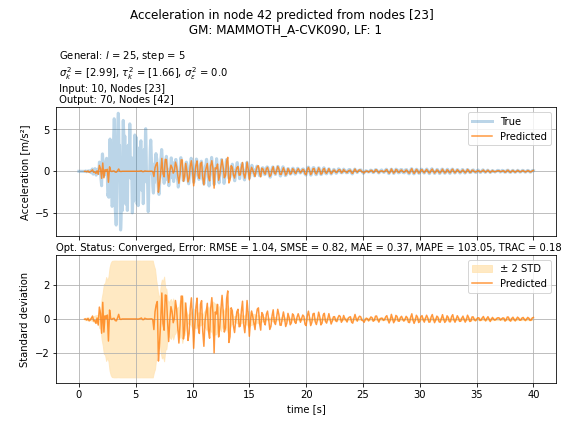 Acceleration in node 42 predicted from nodes [23]
GM: MAMMOTH_A-CVK090, LF: 1
General: l = 25, step = 5
σ_k^2 = [2.99], τ_k^2 = [1.66], σ_ε^2 = 0.0
Input: 10, Nodes [23]
Output: 70, Nodes [42]
Acceleration [m/s²]
5
0
−5
True
Predicted
Opt. Status: Converged, Error: RMSE = 1.04, SMSE = 0.82, MAE = 0.37, MAPE = 103.05, TRAC = 0.18
Standard deviation
2
0
−2
± 2 STD
Predicted
0 5 10 15 20 25 30 35 40
time [s]